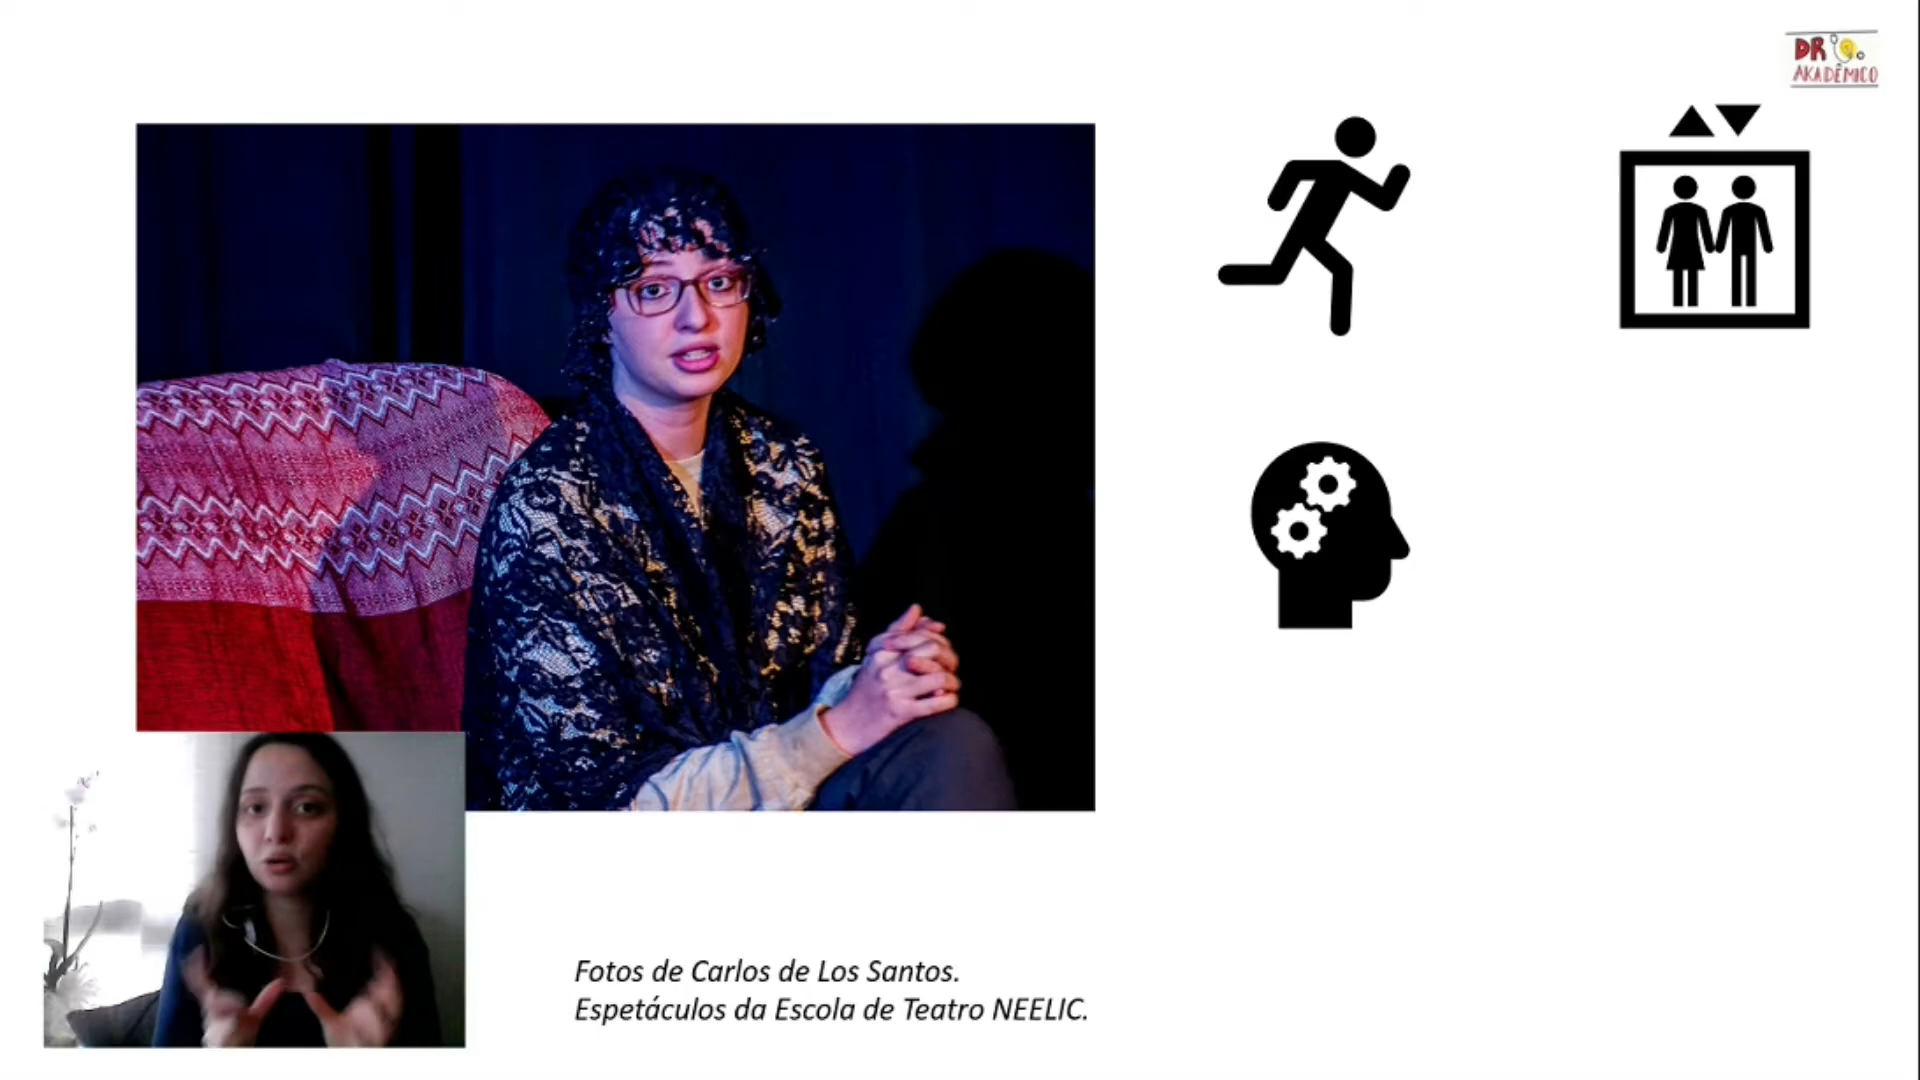 DR
AKADÊMICO
Fotos de Carlos de Los Santos.
Espetáculos da Escola de Teatro NEELIC.